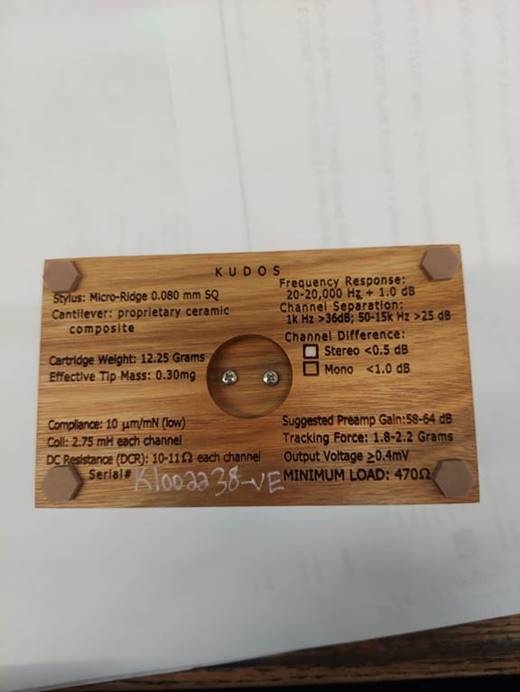 KUDOS
Stylus: Micro-Ridge 0.080 mm SQ
Cantilever: proprietary ceramic
composite
Cartridge Weight: 12.25 Grams
Effective Tip Mass: 0.30mg
Compliance: 10 μm/mN (low)
Coil: 2.75 mH each channel
DC Resistance (DCR): 10-11Ω each channel
Serial# K1002238-VE
Frequency Response:
20-20,000 Hz ± 1.0 dB
Channel Separation:
1k Hz >36dB; 50-15k Hz >25 dB
Channel Difference:
Stereo <0.5 dB
Mono <1.0 dB
Suggested Preamp Gain:58-64 dB
Tracking Force: 1.8-2.2 Grams
Output Voltage ≥0.4mV
MINIMUM LOAD: 470Ω